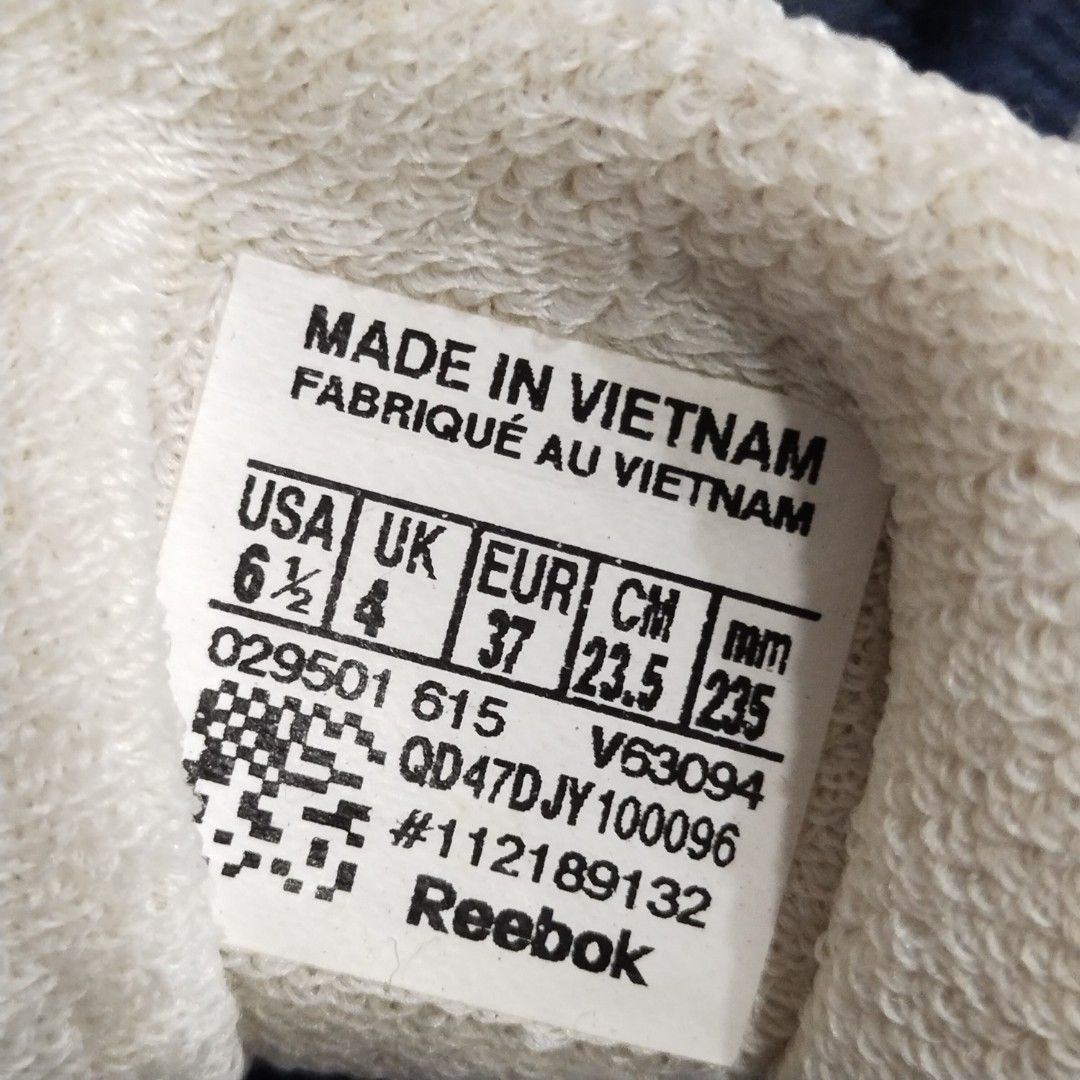 MADE IN VIETNAM
FABRIQUÉ AU VIETNAM
USA UK EUR CM mm
6 ½ 4 37 23.5 235
029501 615 V63094
QD47DJY100096
#112189132
Reebok